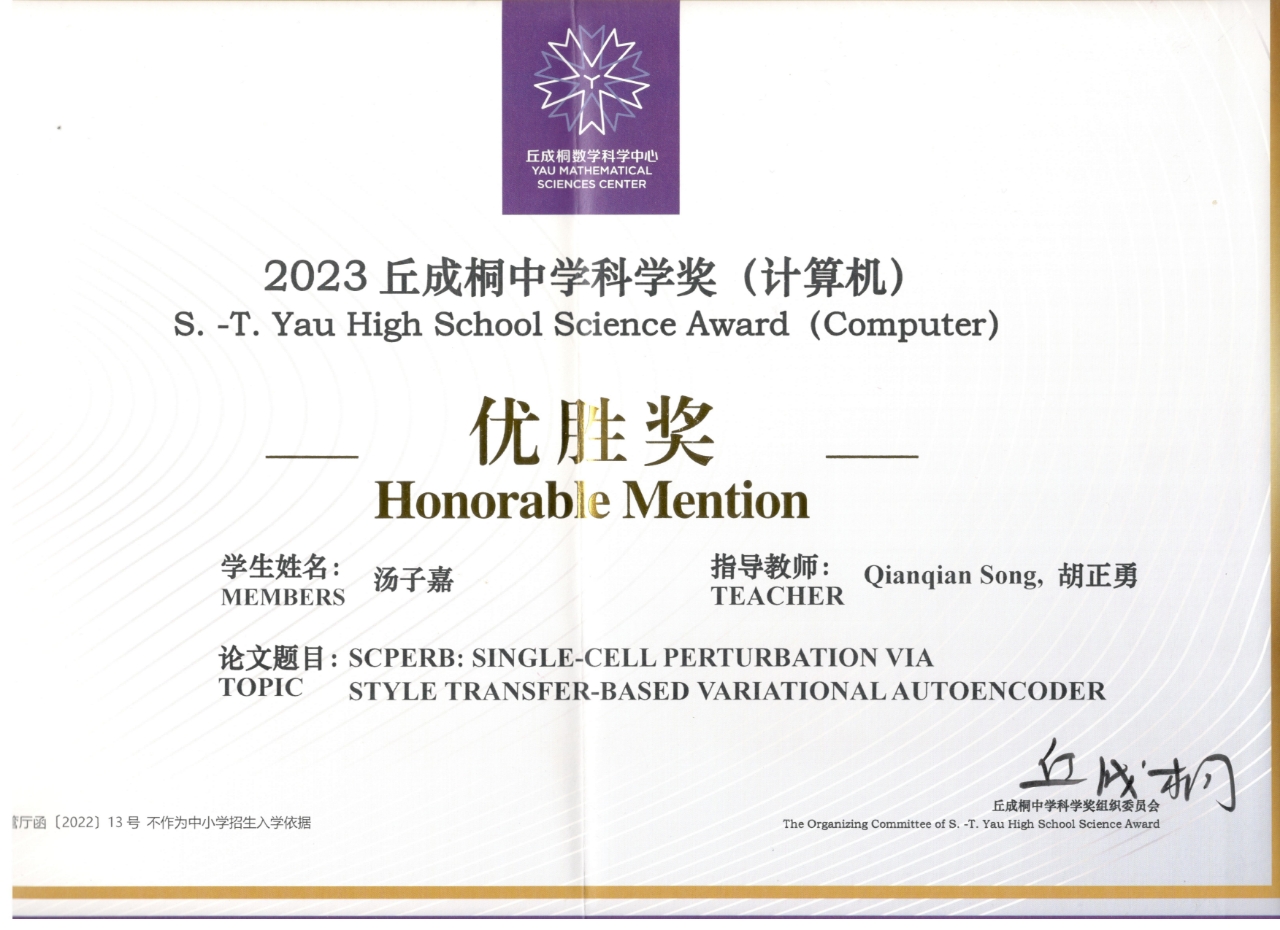 丘成桐数学科学中心
YAU MATHEMATICAL
SCIENCES CENTER
2023 丘成桐中学科学奖（计算机）
S. -T. Yau High School Science Award (Computer)
优胜奖
Honorable Mention
学生姓名： 汤子嘉
MEMBERS
指导教师： Qianqian Song, 胡正勇
TEACHER
论文题目：SCPERB: SINGLE-CELL PERTURBATION VIA
TOPIC STYLE TRANSFER-BASED VARIATIONAL AUTOENCODER
丘成桐
丘成桐中学科学奖组织委员会
The Organizing Committee of S. -T. Yau High School Science Award
厅函〔2022〕13 号 不作为中小学招生入学依据